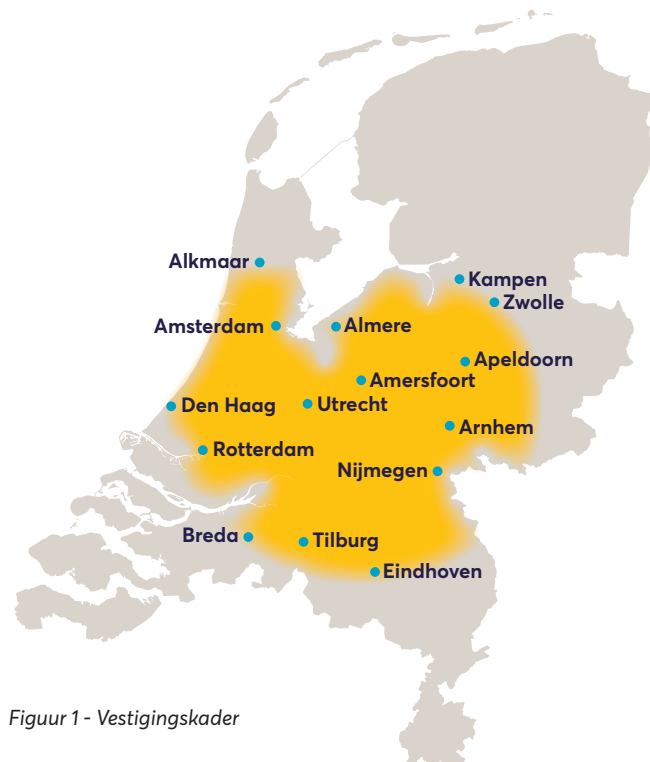 Alkmaar
Kampen
Zwolle
Amsterdam
Almere
Apeldoorn
Amersfoort
Den Haag
Utrecht
Arnhem
Rotterdam
Nijmegen
Breda
Tilburg
Eindhoven
Figuur 1 - Vestigingskader